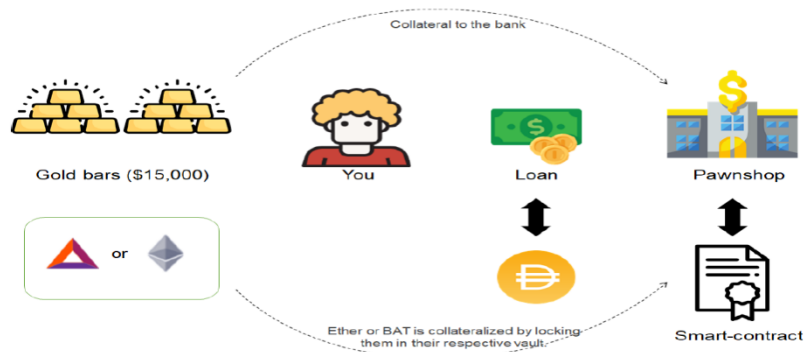 Collateral to the bank
Gold bars ($15,000)
You
Loan
Pawnshop
or
Ether or BAT is collateralized by locking
them in their respective vault.
Smart-contract